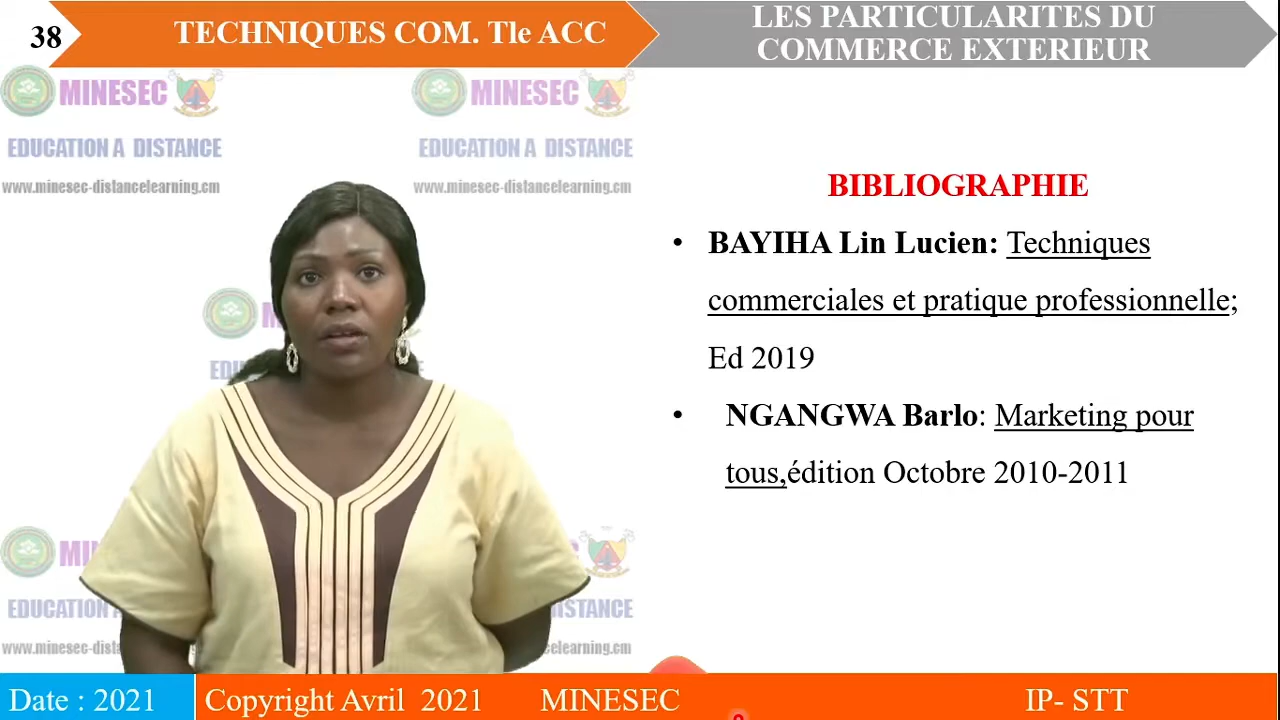 38
TECHNIQUES COM. Tle ACC
LES PARTICULARITES DU
COMMERCE EXTERIEUR
MINESEC
MINESEC
EDUCATION A DISTANCE
EDUCATION A DISTANCE
www.minesec-distancelearning.cm
www.minesec-distancelearning.cm
BIBLIOGRAPHIE
• BAYIHA Lin Lucien: Techniques
commerciales et pratique professionnelle;
Ed 2019
• NGANGWA Barlo: Marketing pour
tous,édition Octobre 2010-2011
Date : 2021
Copyright Avril 2021
MINESEC
IP- STT